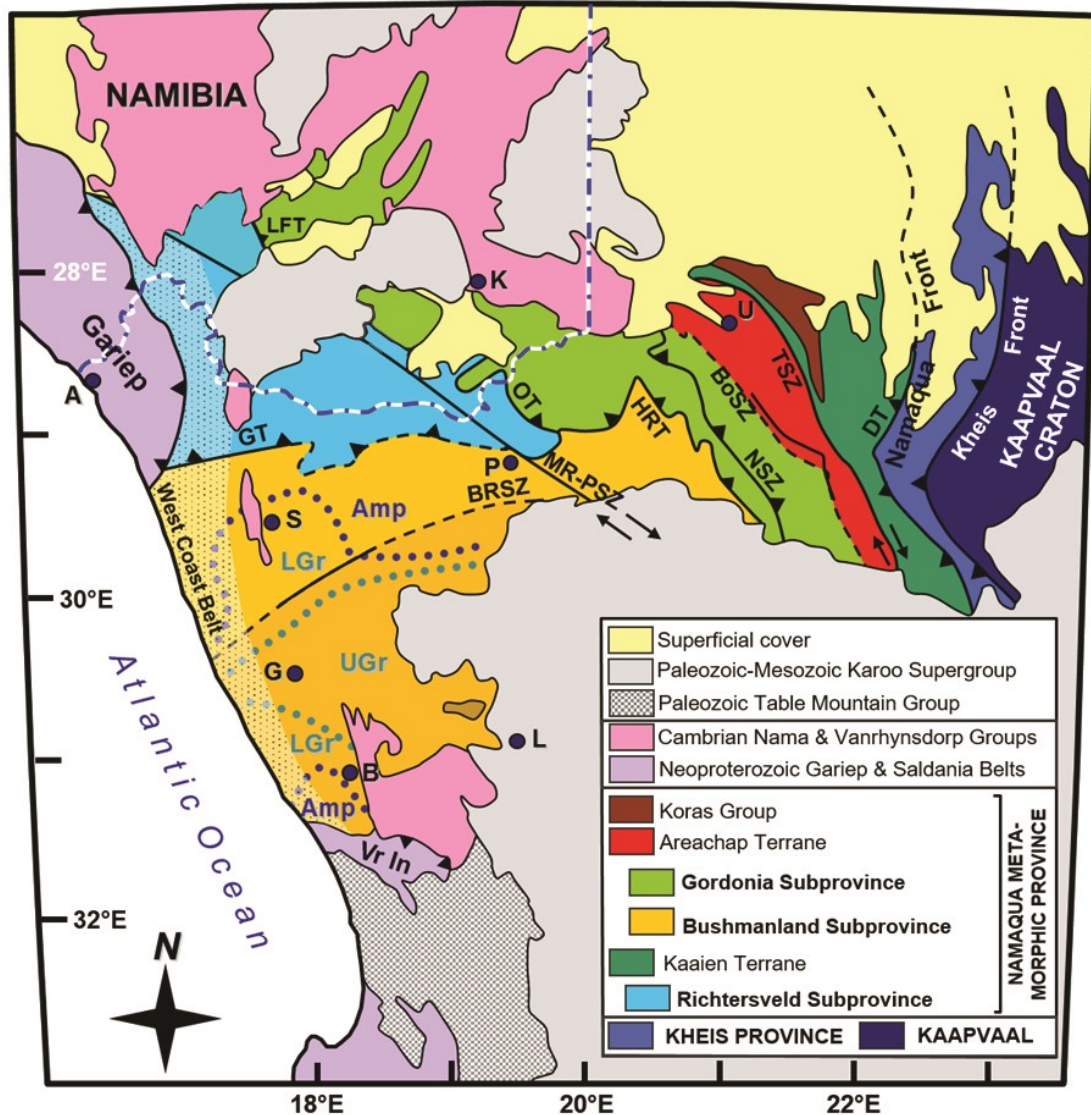 NAMIBIA
LFT
28°E
K
Gariep
A
U
TSZ
BoSZ
OT
GT
HRT
DT
Namaqua
Front
Kheis
Front
KAAPVAAL
CRATON
P
MR-PSZ
BRSZ
NSZ
West Coast Belt
S
Amp
LGr
30°E
G
UGr
LGr
L
B
Amp
Vr In
Atlantic Ocean
32°E
N
Superficial cover
Paleozoic-Mesozoic Karoo Supergroup
Paleozoic Table Mountain Group
Cambrian Nama & Vanrhynsdorp Groups
Neoproterozoic Gariep & Saldania Belts
Koras Group
Areachap Terrane
Gordonia Subprovince
Bushmanland Subprovince
Kaaien Terrane
Richtersveld Subprovince
NAMAQUA META-
MORPHIC PROVINCE
KHEIS PROVINCE
KAAPVAAL
18°E
20°E
22°E